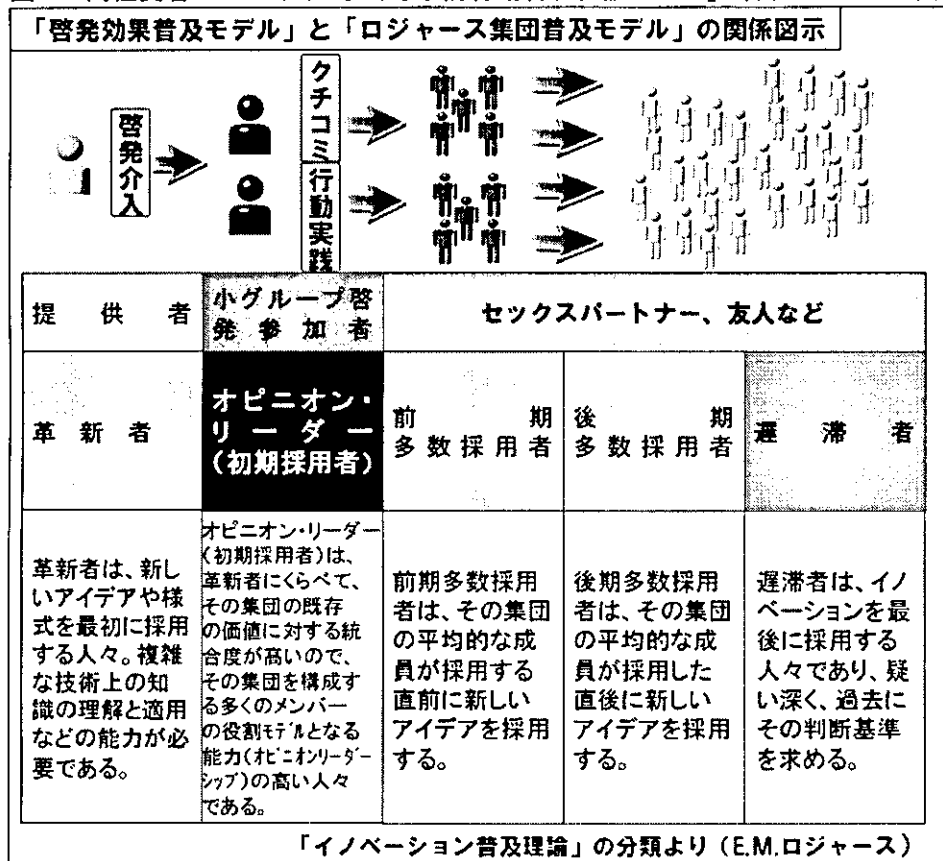 「啓発効果普及モデル」と「ロジャース集団普及モデル」の関係図示
啓発介入
クチコミ
行動実践
提供者
小グループ啓
発参加者
セックスパートナー、友人など
革新者
オピニオン・
リーダー
(初期採用者)
前期
多数採用者
後期
多数採用者
遅滞者
革新者は、新し
いアイデアや様
式を最初に採用
する人々。複雑
な技術上の知
識の理解と適用
などの能力が必
要である。
オピニオン・リーダー
(初期採用者)は、
革新者にくらべて、
その集団の既存
の価値に対する統
合度が高いので、
その集団を構成す
る多くのメンバー
の役割モデルとなる
能力(オピニオンリーダー
シップ)の高い人々
である。
前期多数採用
者は、その集団
の平均的な成
員が採用する
直前に新しい
アイデアを採用
する。
後期多数採用
者は、その集団
の平均的な成
員が採用した
直後に新しい
アイデアを採用
する。
遅滞者は、イノ
ベーションを最
後に採用する
人々であり、疑
い深く、過去に
その判断基準
を求める。
「イノベーション普及理論」の分類より(E.M.ロジャース)